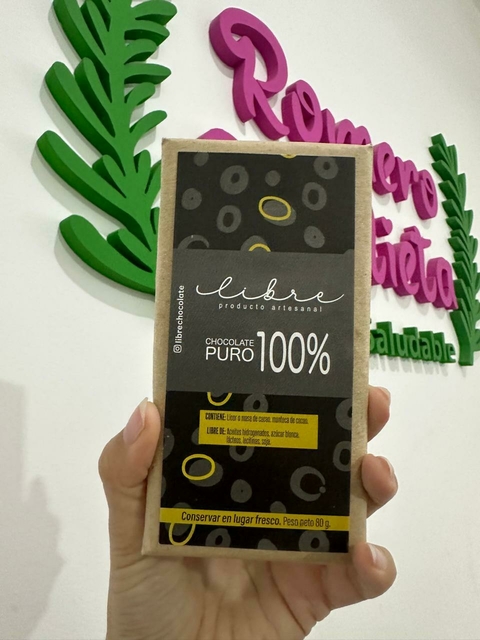 Romero
ieta
saludable
libre
producto artesanal
@librechocolate
CHOCOLATE
PURO 100%
CONTIENE: Licor o masa de cacao, manteca de cacao.
LIBRE DE: Aceites hidrogenados, azúcar blanca,
lácteos, lecitinas, soja.
Conservar en lugar fresco. Peso neto 80 g.